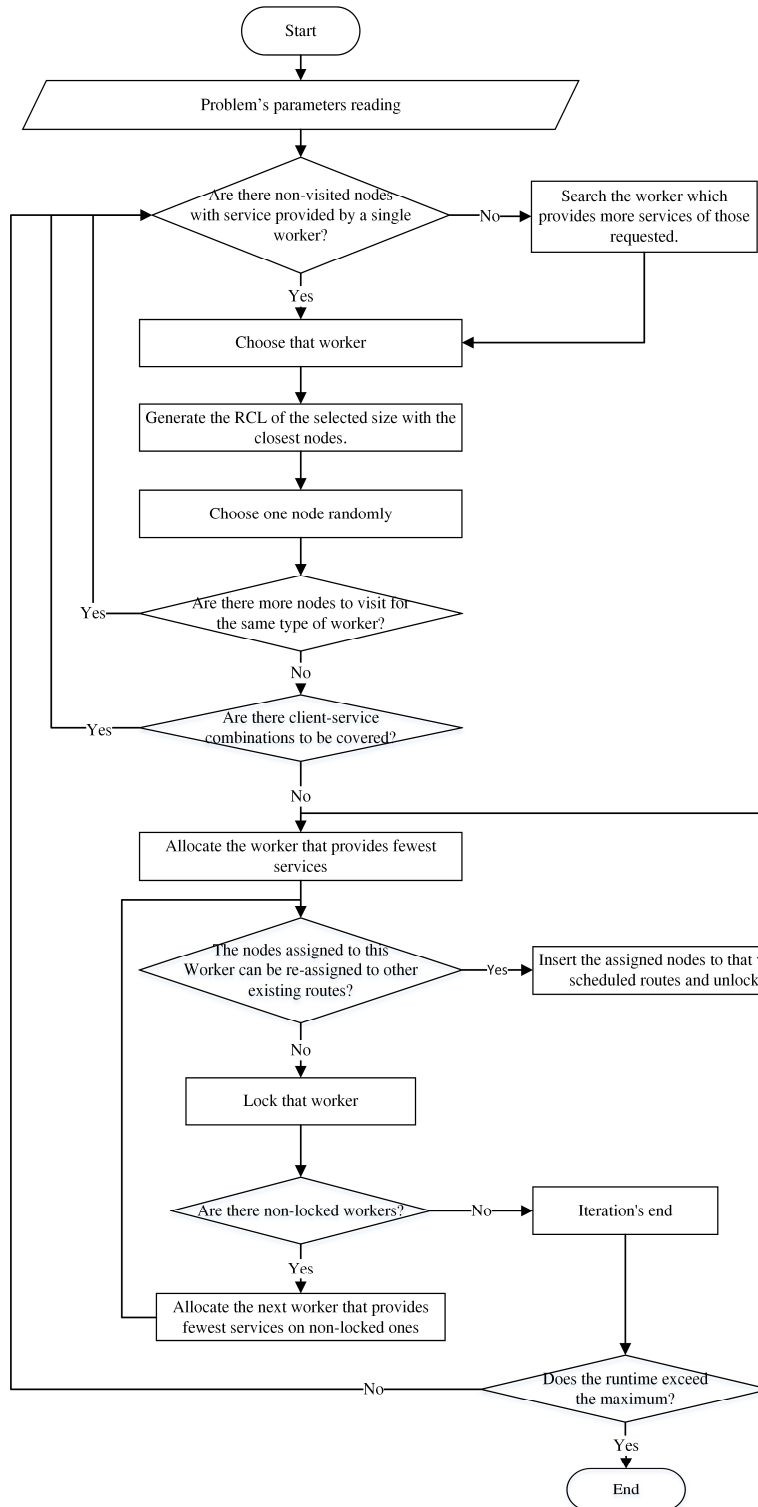 Start
Problem's parameters reading
Are there non-visited nodes
with service provided by a single
worker?
No
Search the worker which
provides more services of those
requested.
Yes
Choose that worker
Generate the RCL of the selected size with the
closest nodes.
Choose one node randomly
Are there more nodes to visit for
the same type of worker?
Yes
No
Are there client-service
combinations to be covered?
Yes
No
Allocate the worker that provides fewest
services
The nodes assigned to this
Worker can be re-assigned to other
existing routes?
Yes
Insert the assigned nodes to that
scheduled routes and unlock
No
Lock that worker
Are there non-locked workers?
No
Iteration's end
Yes
Allocate the next worker that provides
fewest services on non-locked ones
Does the runtime exceed
the maximum?
No
Yes
End